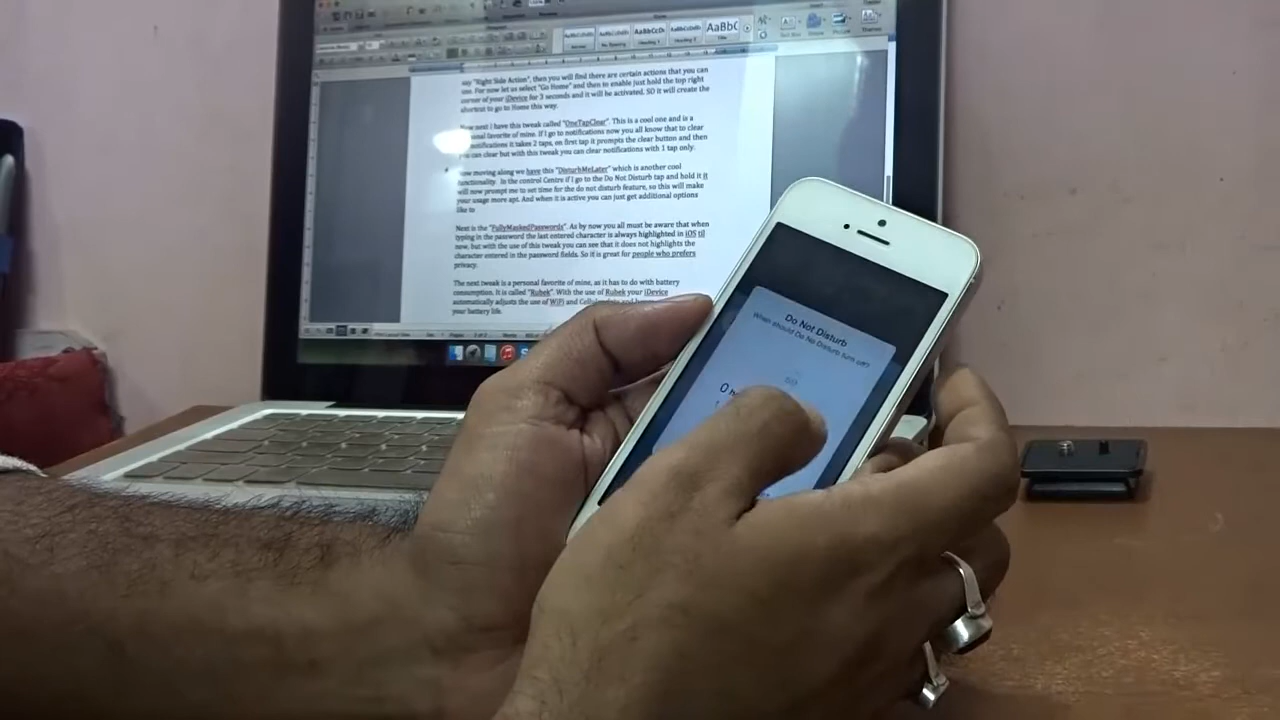 AaBbC
say "Right Side Action", then you will find there are certain actions that you can
use. For now let us select "Go Home" and then to enable just hold the top right
corner of your iDevice for 3 seconds and it will be activated. SO it will create the
shortcut to go to Home this way.
next I have this tweak called "OneTapClear". This is a cool one and is a
favorite of mine. If I go to notifications now you all know that to clear
notifications it takes 2 taps, on first tap it prompts the clear button and then
you can clear but with this tweak you can clear notifications with 1 tap only.
now moving along we have this "DisturbMeLater" which is another cool
functionality. In the control Centre if I go to the Do Not Disturb tap and hold it it
will now prompt me to set time for the do not disturb feature, so this will make
your usage more apt. And when it is active you can just get additional options
like to
Next is the "FullyMaskedPasswords". As by now you all must be aware that when
typing in the password the last entered character is always highlighted in iOS til
now, but with the use of this tweak you can see that it does not highlights the
character entered in the password fields. So it is great for people who prefers
privacy.
The next tweak is a personal favorite of mine, as it has to do with battery
consumption. It is called "Rubek". With the use of Rubek your iDevice
automatically adjusts the use of WiFi and
your battery life.
Do Not Disturb
When should Do No Disturb turn off?
0